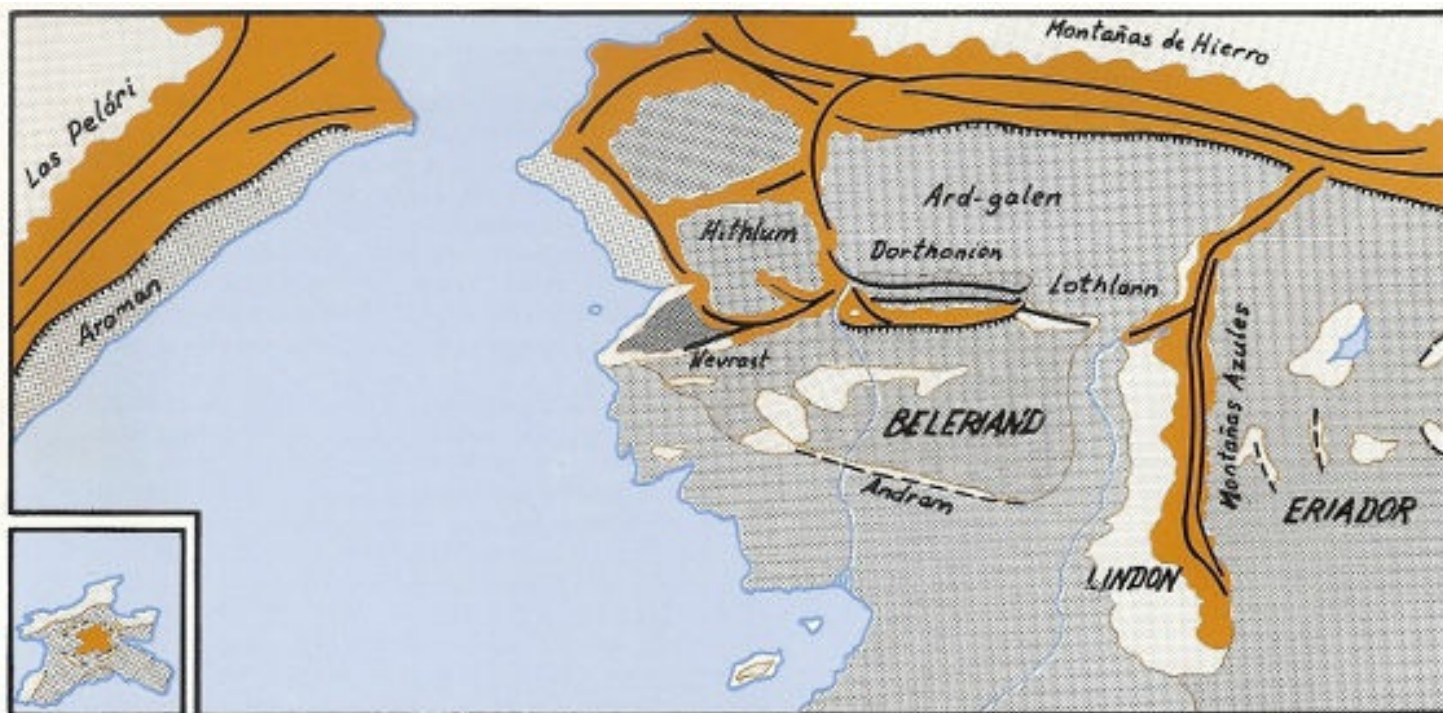 Montañas de Hierro
Las Pelóri
Ard-galen
Hithlum
Dorthonion
Lothlann
Aroman
Nevrast
Montañas Azules
BELERIAND
Andram
ERIADOR
LINDON